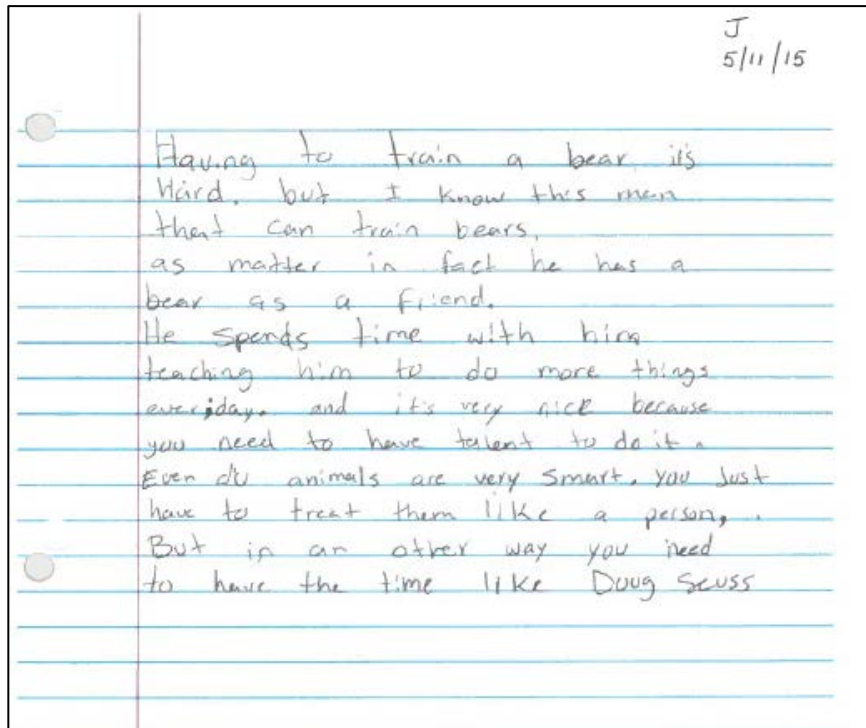 J
5/11/15
Having to train a bear it's
Hard. but I know this man
that can train bears.
as matter in fact he has a
bear as a friend.
He spends time with him
teaching him to do more things
everyday. and it's very nice because
you need to have talent to do it.
Even do animals are very smart. you Just
have to treat them like a person,.
But in an other way you need
to have the time like Doug Seuss